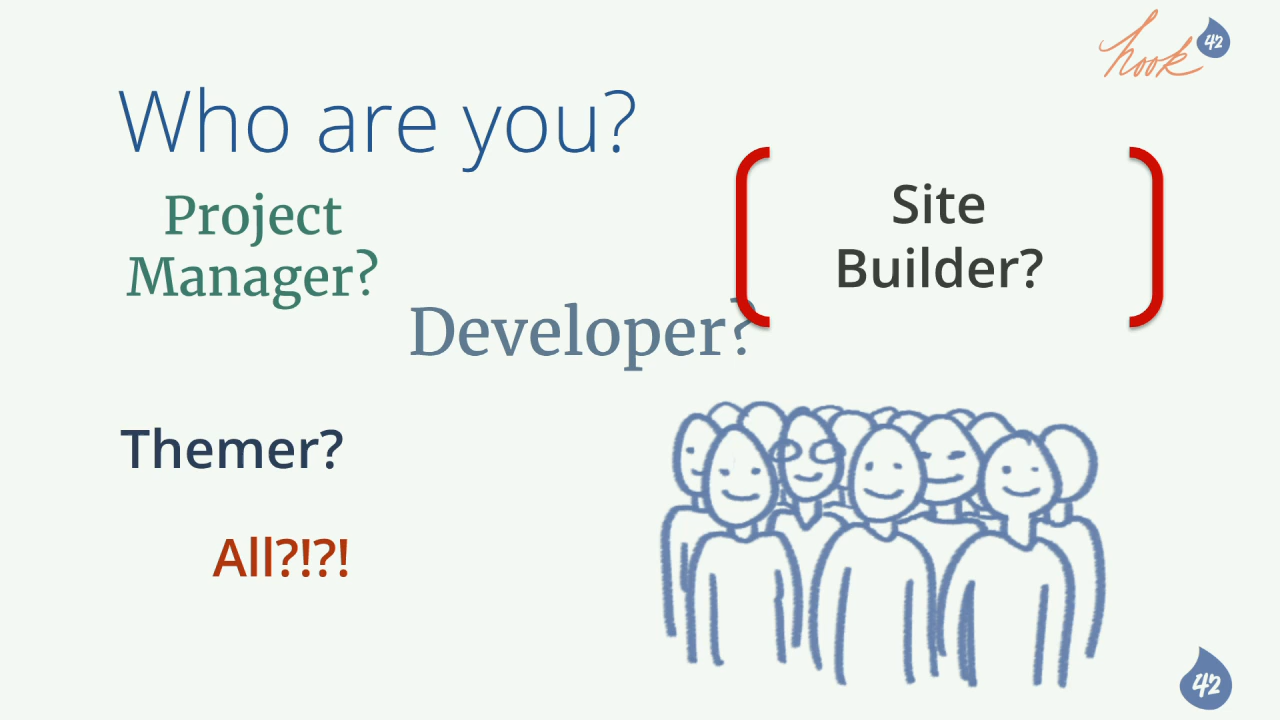 hook 42
Who are you?
Project
Manager?
Site
Builder?
Developer?
Themer?
All?!?!
42